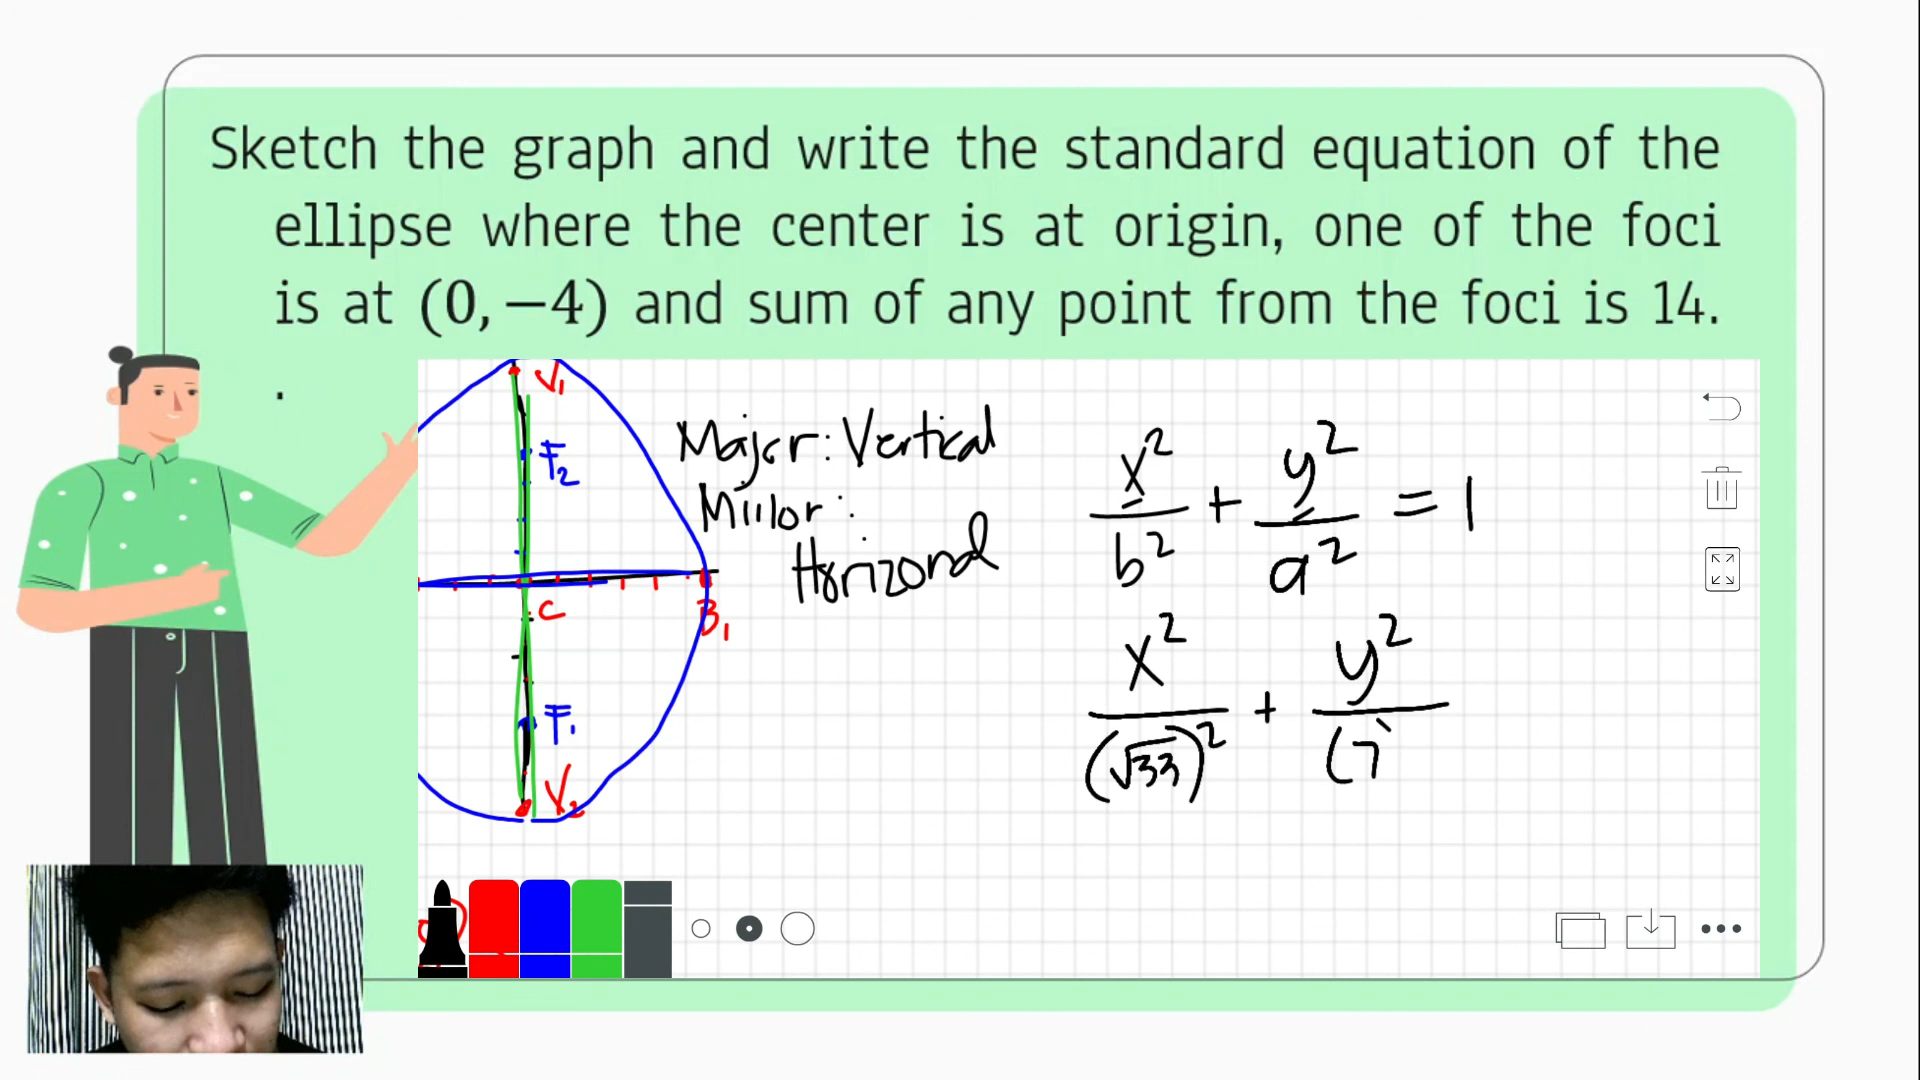 Sketch the graph and write the standard equation of the
ellipse where the center is at origin, one of the foci
is at (0, −4) and sum of any point from the foci is 14.
.
V₁
F₂
C
B₁
F₁
V₂
Major: Vertical
Miilor:
Horizonal
x²/b² + y²/a² = 1
x²/(√33)² + y²/(7